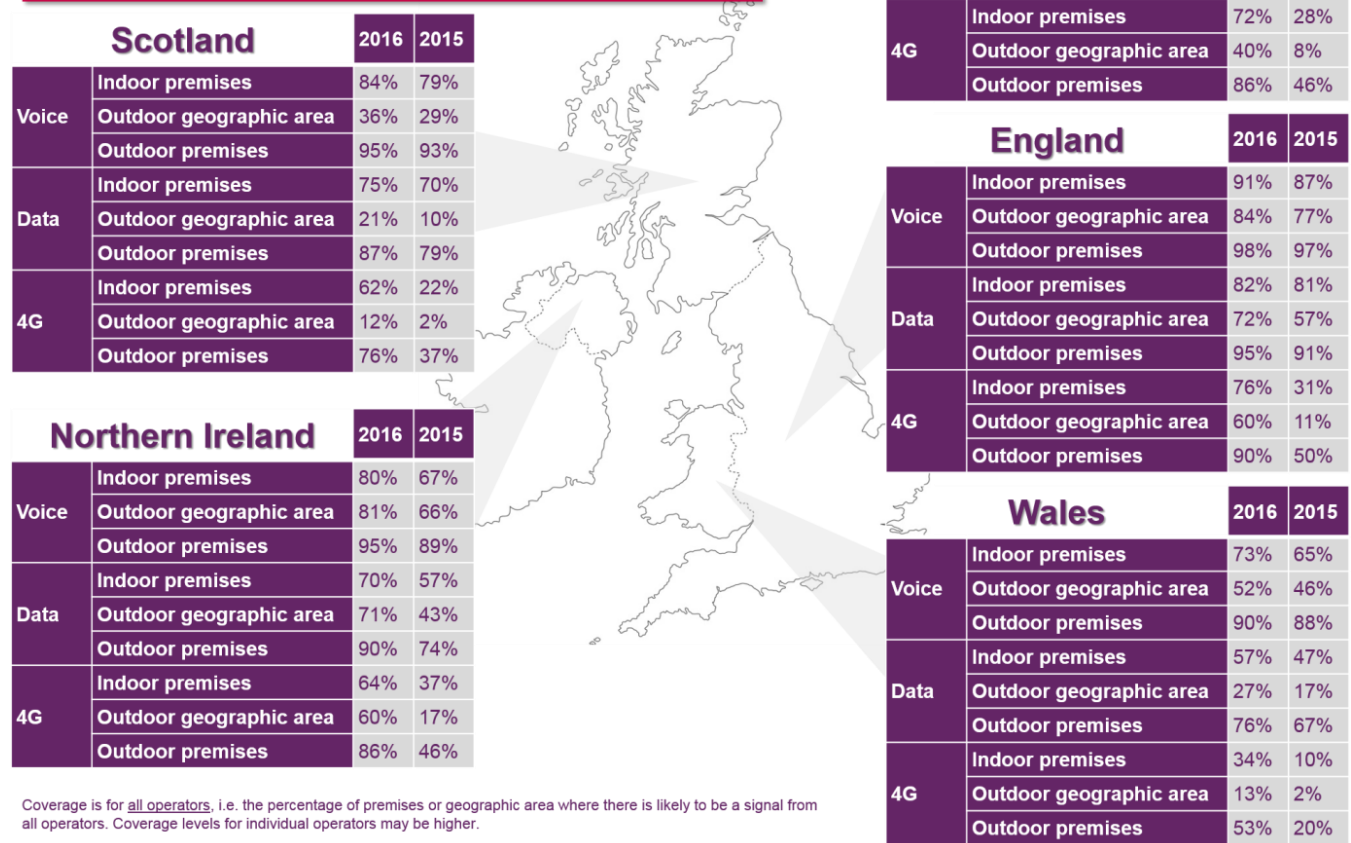 Scotland 2016 2015
Voice Indoor premises 84% 79%
Outdoor geographic area 36% 29%
Outdoor premises 95% 93%
Data Indoor premises 75% 70%
Outdoor geographic area 21% 10%
Outdoor premises 87% 79%
4G Indoor premises 62% 22%
Outdoor geographic area 12% 2%
Outdoor premises 76% 37%
Northern Ireland 2016 2015
Voice Indoor premises 80% 67%
Outdoor geographic area 81% 66%
Outdoor premises 95% 89%
Data Indoor premises 70% 57%
Outdoor geographic area 71% 43%
Outdoor premises 90% 74%
4G Indoor premises 64% 37%
Outdoor geographic area 60% 17%
Outdoor premises 86% 46%
Coverage is for all operators, i.e. the percentage of premises or geographic area where there is likely to be a signal from
all operators. Coverage levels for individual operators may be higher.
4G Indoor premises 72% 28%
Outdoor geographic area 40% 8%
Outdoor premises 86% 46%
England 2016 2015
Voice Indoor premises 91% 87%
Outdoor geographic area 84% 77%
Outdoor premises 98% 97%
Data Indoor premises 82% 81%
Outdoor geographic area 72% 57%
Outdoor premises 95% 91%
4G Indoor premises 76% 31%
Outdoor geographic area 60% 11%
Outdoor premises 90% 50%
Wales 2016 2015
Voice Indoor premises 73% 65%
Outdoor geographic area 52% 46%
Outdoor premises 90% 88%
Data Indoor premises 57% 47%
Outdoor geographic area 27% 17%
Outdoor premises 76% 67%
4G Indoor premises 34% 10%
Outdoor geographic area 13% 2%
Outdoor premises 53% 20%